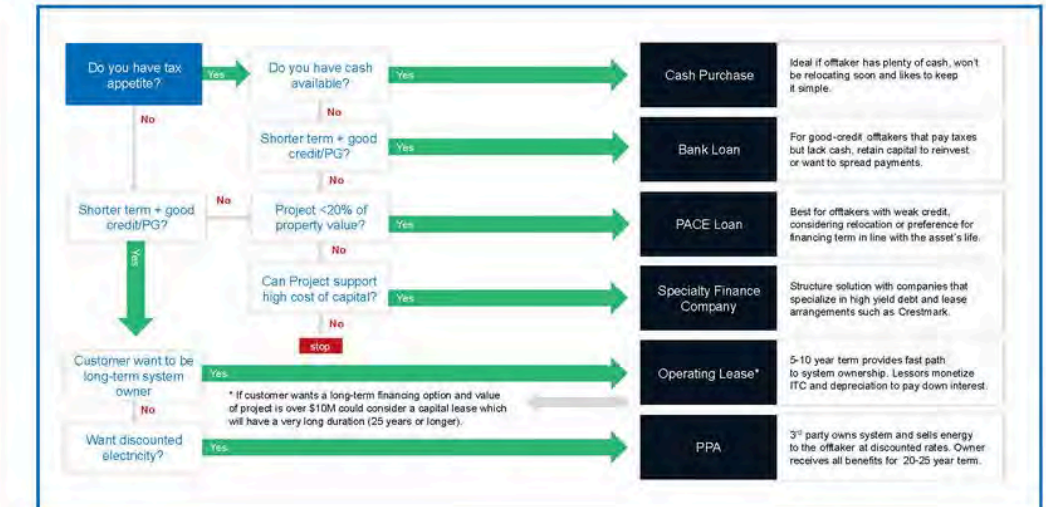 Do you have tax
appetite?
Yes
Do you have cash
available?
Yes
Cash Purchase
Ideal if offtaker has plenty of cash, won't
be relocating soon and likes to keep
it simple.
No
No
Shorter term + good
credit/PG?
Yes
Bank Loan
For good-credit offtakers that pay taxes
but lack cash, retain capital to reinvest
or want to spread payments.
No
Shorter term + good
credit/PG?
No
Project <20% of
property value?
Yes
PACE Loan
Best for offtakers with weak credit,
considering relocation or preference for
financing term in line with the asset's life.
Yes
No
Can Project support
high cost of capital?
Yes
Specialty Finance
Company
Structure solution with companies that
specialize in high yield debt and lease
arrangements such as Crestmark.
No
stop
Customer want to be
long-term system
owner
Yes
Operating Lease*
5-10 year term provides fast path
to system ownership. Lessors monetize
ITC and depreciation to pay down interest.
* If customer wants a long-term financing option and value
of project is over $10M could consider a capital lease which
will have a very long duration (25 years or longer).
No
Want discounted
electricity?
Yes
PPA
3rd party owns system and sells energy
to the offtaker at discounted rates. Owner
receives all benefits for 20-25 year term.